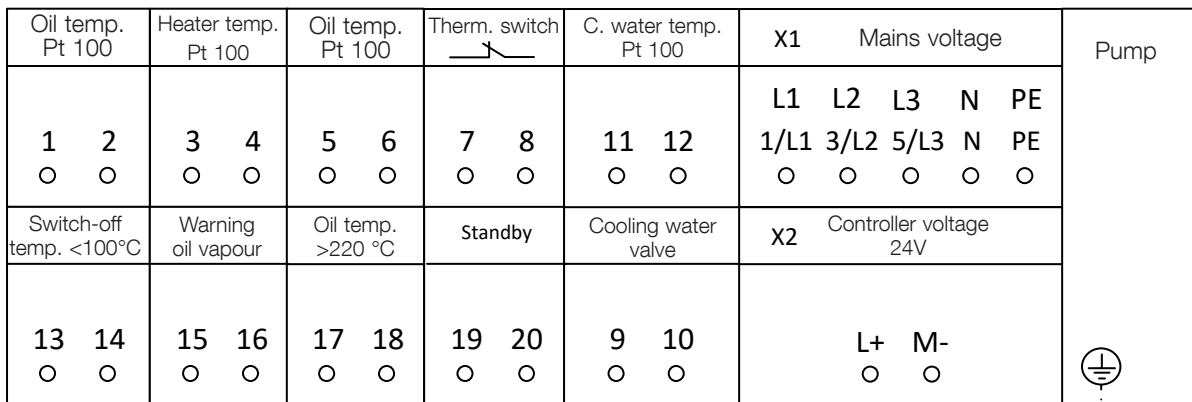 Oil temp. Heater temp. Oil temp. Therm. switch C. water temp. X1 Mains voltage Pump
Pt 100 Pt 100 Pt 100 Pt 100
L1 L2 L3 N PE
1 2 3 4 5 6 7 8 11 12 1/L1 3/L2 5/L3 N PE
Switch-off Warning Oil temp. Standby Cooling water X2 Controller voltage
temp. <100°C oil vapour >220 °C valve 24V
13 14 15 16 17 18 19 20 9 10 L+ M-